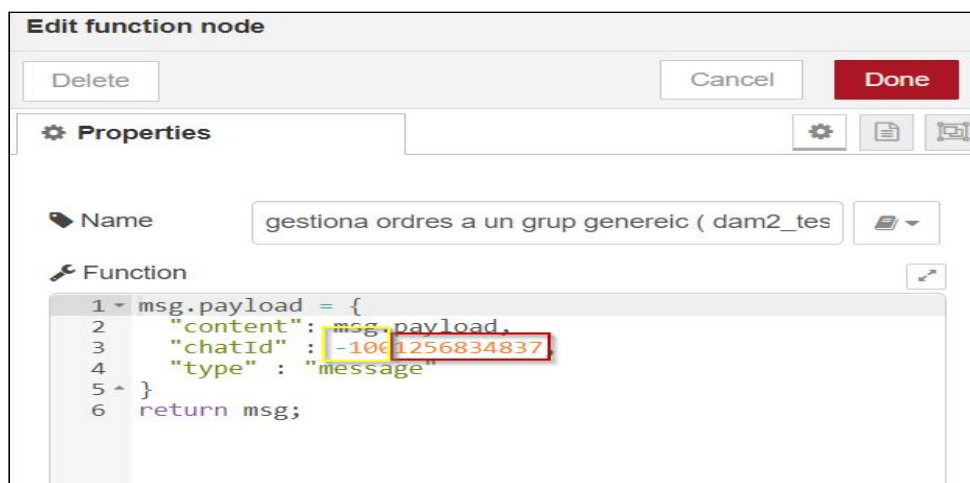 Edit function node
Delete
Cancel
Done
Properties
Name
gestiona ordres a un grup genereic ( dam2_tes
Function
1 msg.payload = {
2 "content": msg.payload,
3 "chatId" : -1001256834837,
4 "type" : "message"
5 }
6 return msg;